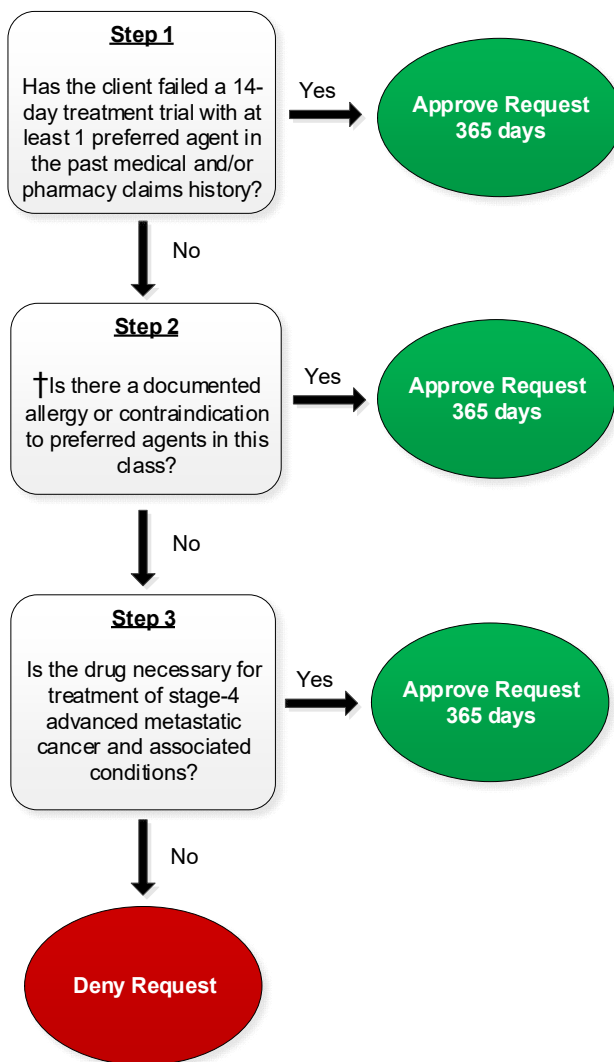 Step 1
Has the client failed a 14-
day treatment trial with at
least 1 preferred agent in
the past medical and/or
pharmacy claims history?
Yes
Approve Request
365 days
No
Step 2
†Is there a documented
allergy or contraindication
to preferred agents in this
class?
Yes
Approve Request
365 days
No
Step 3
Is the drug necessary for
treatment of stage-4
advanced metastatic
cancer and associated
conditions?
Yes
Approve Request
365 days
No
Deny Request